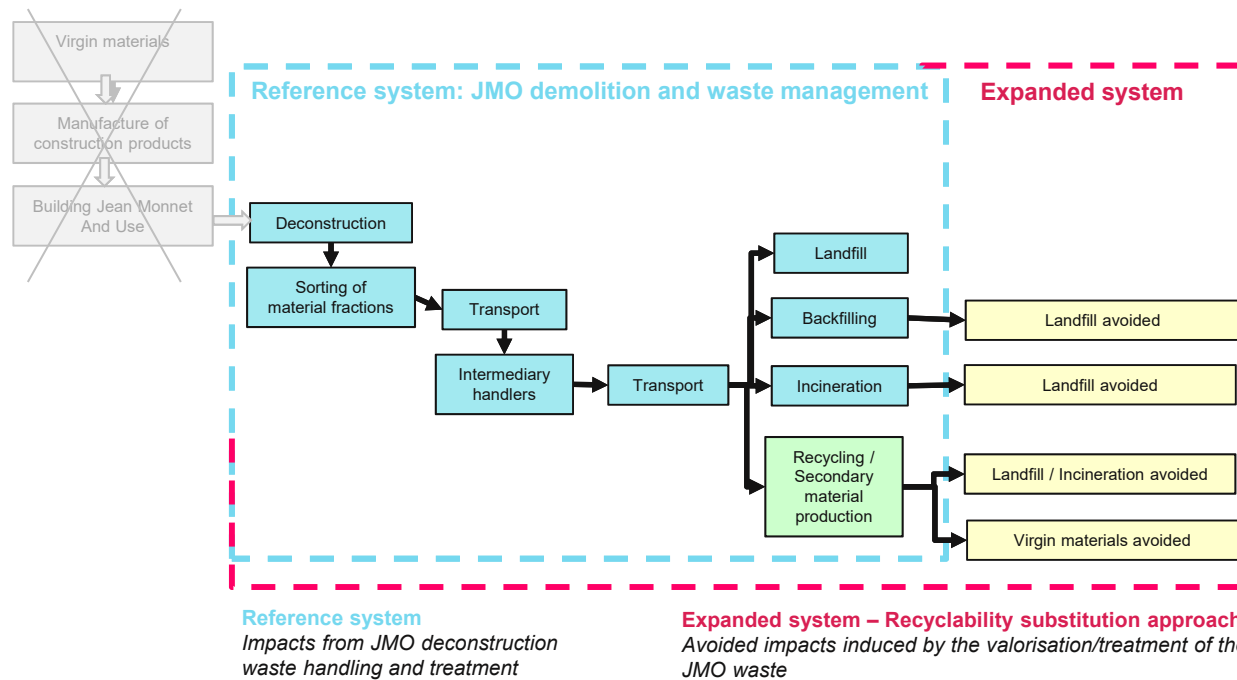 Virgin materials
Manufacture of
construction products
Building Jean Monnet
And Use
Reference system: JMO demolition and waste management
Expanded system
Deconstruction
Sorting of
material fractions
Transport
Intermediary
handlers
Transport
Landfill
Backfilling
Incineration
Recycling /
Secondary
material
production
Landfill avoided
Landfill avoided
Landfill / Incineration avoided
Virgin materials avoided
Reference system
Impacts from JMO deconstruction
waste handling and treatment
Expanded system – Recyclability substitution approach
Avoided impacts induced by the valorisation/treatment of the
JMO waste